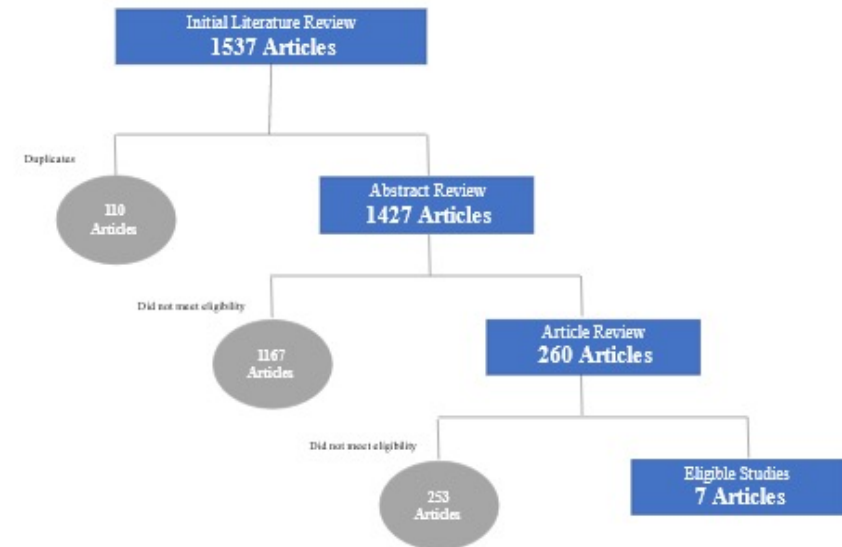 Initial Literature Review
1537 Articles
Duplicates
110
Articles
Abstract Review
1427 Articles
Did not meet eligibility
1167
Articles
Article Review
260 Articles
Did not meet eligibility
253
Articles
Eligible Studies
7 Articles